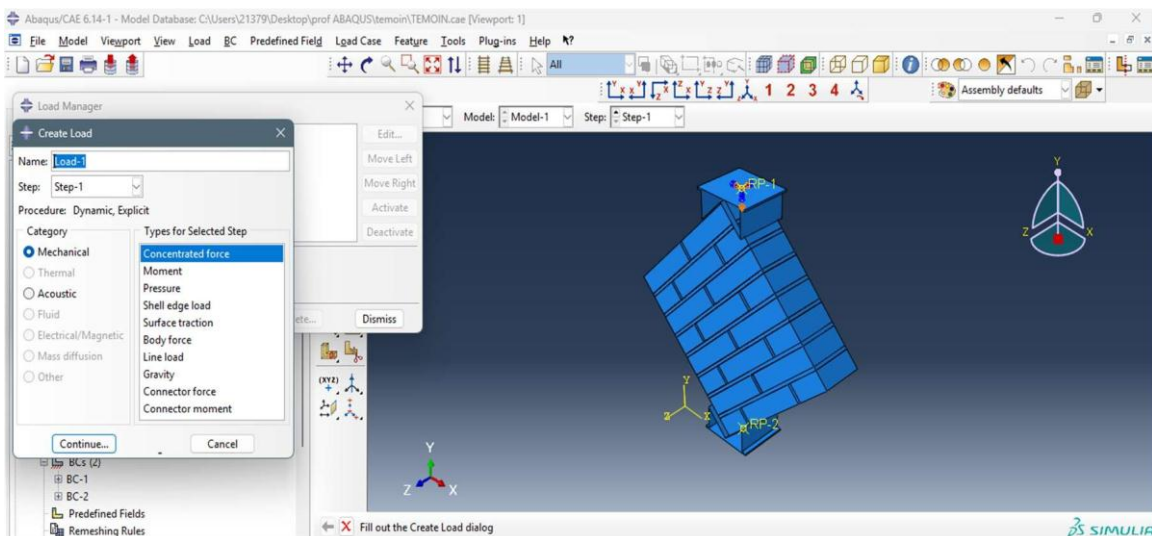 Abaqus/CAE 6.14-1 - Model Database: C:\Users\21379\Desktop\prof ABAQUS\temoin\TEMOIN.cae [Viewport: 1]
File Model Viewport View Load BC Predefined Field Load Case Feature Tools Plug-ins Help
All
1 2 3 4 Assembly defaults
Load Manager
Model: Model-1 Step: Step-1
Create Load
Edit...
Name: Load-1
Move Left
Step: Step-1
Move Right
Procedure: Dynamic, Explicit
Activate
Category
Types for Selected Step
Deactivate
Mechanical
Thermal
Acoustic
Fluid
Electrical/Magnetic
Mass diffusion
Other
Concentrated force
Moment
Pressure
Shell edge load
Surface traction
Body force
Line load
Gravity
Connector force
Connector moment
Dismiss
Continue...
Cancel
(XYZ)
RP-1
RP-2
Y
Z
X
Y
Z
X
Y
Z
X
BCs (2)
BC-1
BC-2
Predefined Fields
Remeshing Rules
Fill out the Create Load dialog
SIMULIA